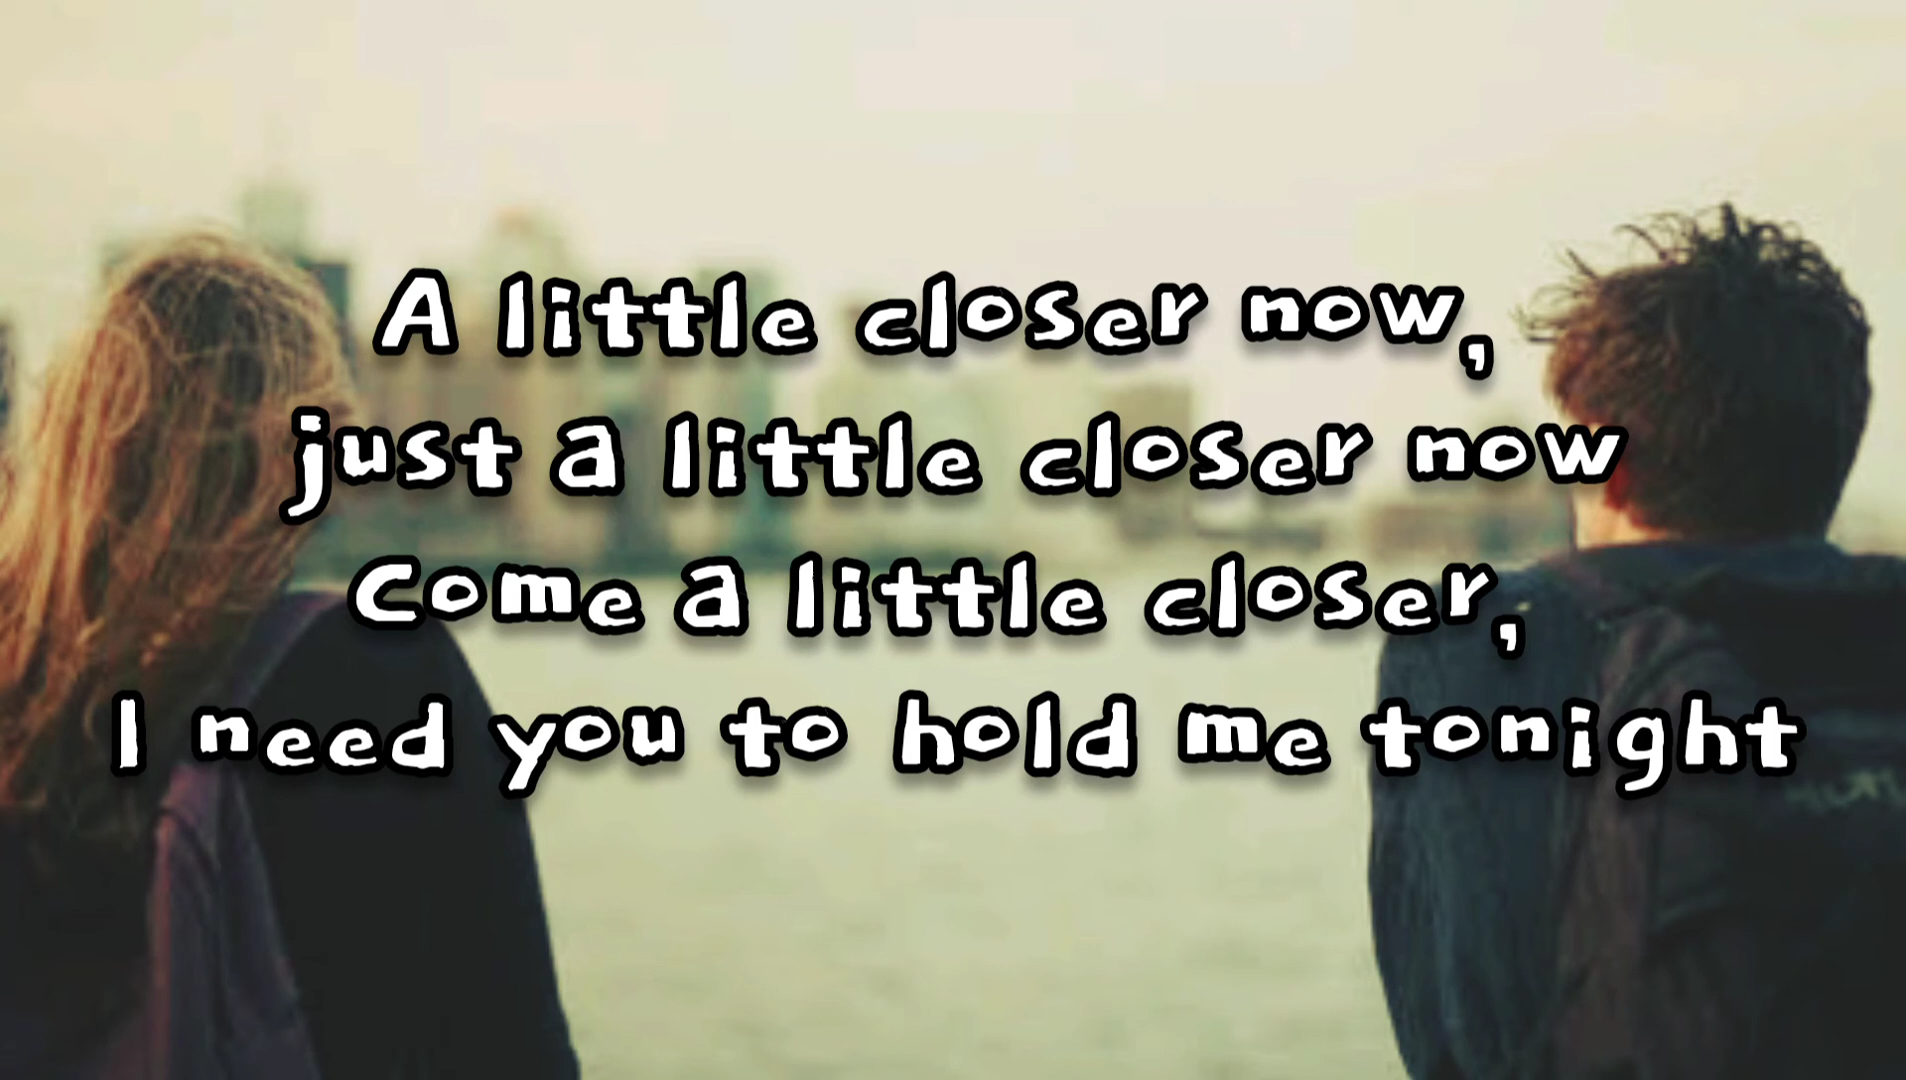 A little closer now,
just a little closer now
Come a little closer,
I need you to hold me tonight